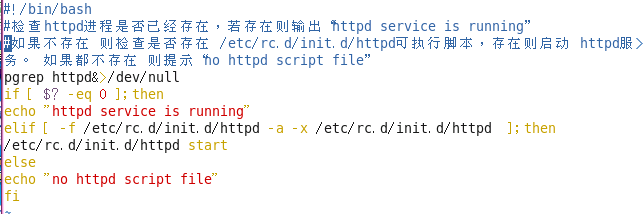 #!/bin/bash
#检查httpd进程是否已经存在，若存在则输出 “httpd service is running”
#如果不存在 则检查是否存在 /etc/rc.d/init.d/httpd可执行脚本，存在则启动 httpd服>
务。 如果都不存在 则提示 “no httpd script file”
pgrep httpd&>/dev/null
if [ $? -eq 0 ];then
echo "httpd service is running"
elif [ -f /etc/rc.d/init.d/httpd -a -x /etc/rc.d/init.d/httpd ];then
/etc/rc.d/init.d/httpd start
else
echo "no httpd script file"
fi
~